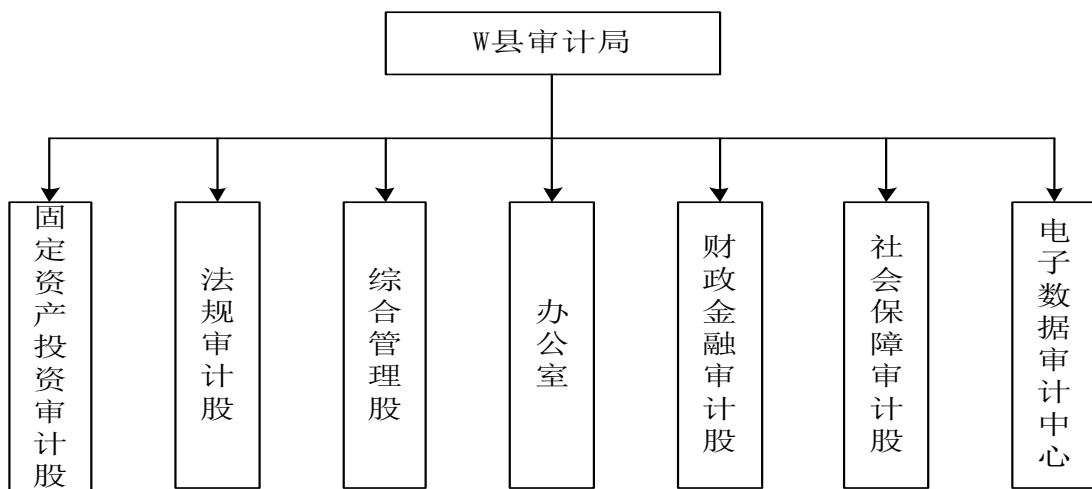 W县审计局
固定资产投资审计股
法规审计股
综合管理股
办公室
财政金融审计股
社会保障审计股
电子数据审计中心